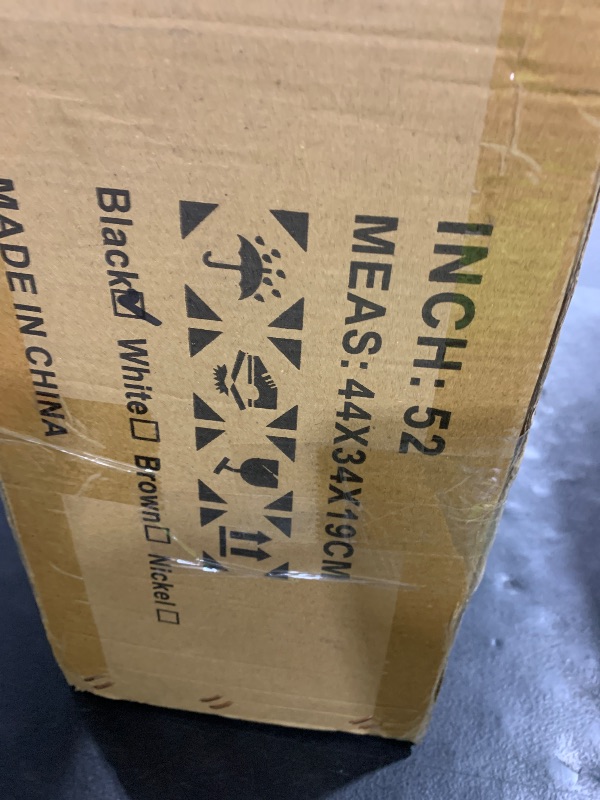 INCH: 52
MEAS: 44X34X19CM
Black☑ White☐ Brown☐ Nickel☐
MADE IN CHINA